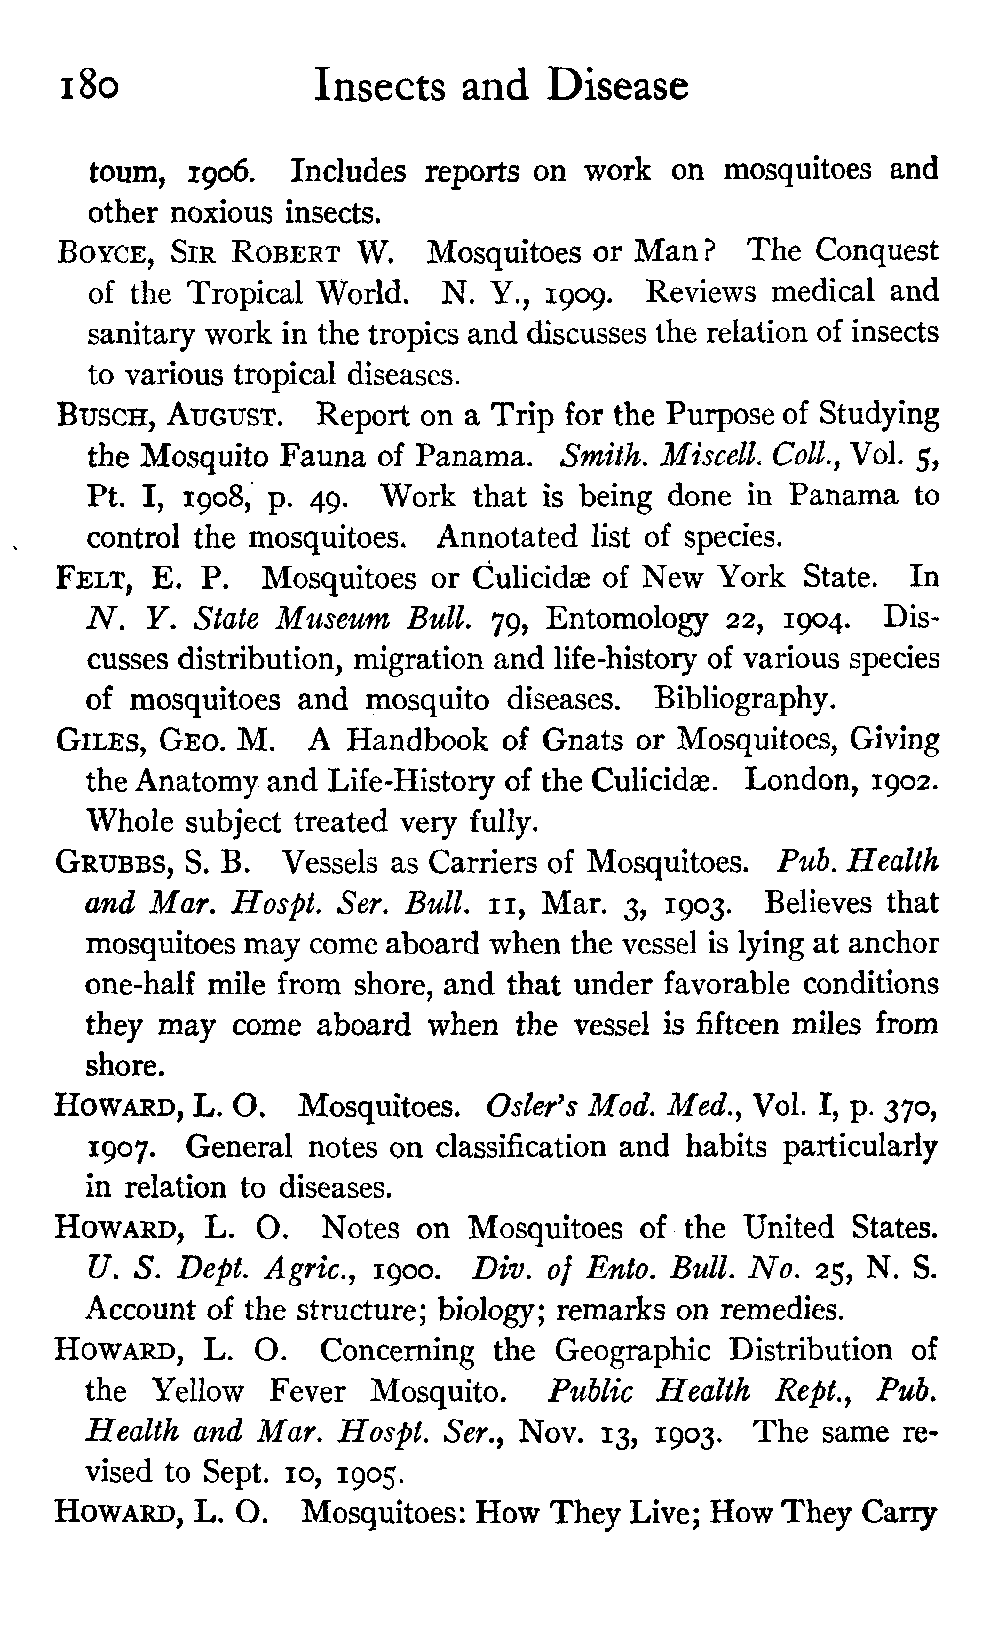 180 Insects and Disease
toum, 1906. Includes reports on work on mosquitoes and
other noxious insects.
BOYCE, SIR ROBERT W. Mosquitoes or Man? The Conquest
of the Tropical World. N. Y., 1909. Reviews medical and
sanitary work in the tropics and discusses the relation of insects
to various tropical diseases.
BUSCH, AUGUST. Report on a Trip for the Purpose of Studying
the Mosquito Fauna of Panama. Smith. Miscell. Coll., Vol. 5,
Pt. I, 1908, p. 49. Work that is being done in Panama to
control the mosquitoes. Annotated list of species.
FELT, E. P. Mosquitoes or Culicidæ of New York State. In
N. Y. State Museum Bull. 79, Entomology 22, 1904. Dis-
cusses distribution, migration and life-history of various species
of mosquitoes and mosquito diseases. Bibliography.
GILES, GEO. M. A Handbook of Gnats or Mosquitoes, Giving
the Anatomy and Life-History of the Culicidæ. London, 1902.
Whole subject treated very fully.
GRUBBS, S. B. Vessels as Carriers of Mosquitoes. Pub. Health
and Mar. Hospt. Ser. Bull. 11, Mar. 3, 1903. Believes that
mosquitoes may come aboard when the vessel is lying at anchor
one-half mile from shore, and that under favorable conditions
they may come aboard when the vessel is fifteen miles from
shore.
HOWARD, L. O. Mosquitoes. Osler's Mod. Med., Vol. I, p. 370,
1907. General notes on classification and habits particularly
in relation to diseases.
HOWARD, L. O. Notes on Mosquitoes of the United States.
U. S. Dept. Agric., 1900. Div. of Ento. Bull. No. 25, N. S.
Account of the structure; biology; remarks on remedies.
HOWARD, L. O. Concerning the Geographic Distribution of
the Yellow Fever Mosquito. Public Health Rept., Pub.
Health and Mar. Hospt. Ser., Nov. 13, 1903. The same re-
vised to Sept. 10, 1905.
HOWARD, L. O. Mosquitoes: How They Live; How They Carry